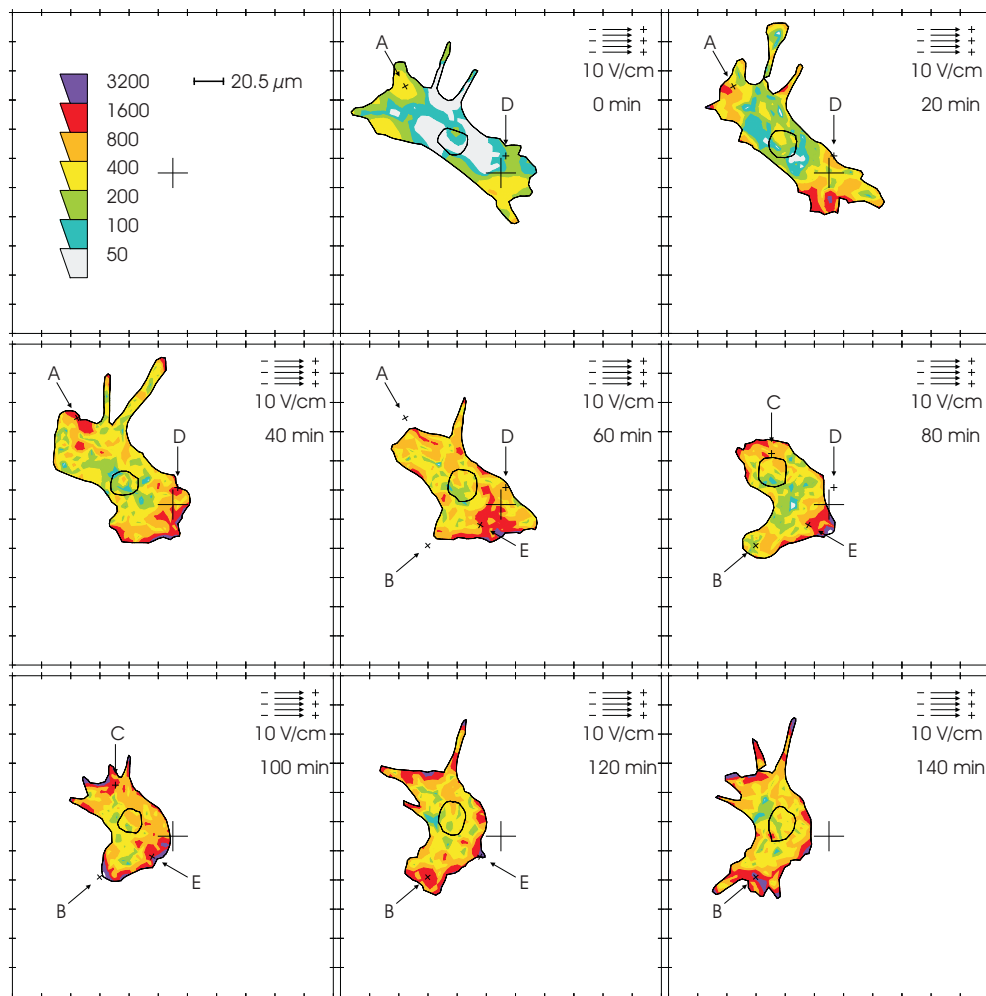 3200
1600
800
400
200
100
50
20.5 μm
- +
- +
- +
10 V/cm
0 min
A
D
- +
- +
- +
10 V/cm
20 min
A
D
- +
- +
- +
10 V/cm
40 min
A
D
- +
- +
- +
10 V/cm
60 min
A
D
B
E
- +
- +
- +
10 V/cm
80 min
C
D
B
E
- +
- +
- +
10 V/cm
100 min
C
B
E
- +
- +
- +
10 V/cm
120 min
B
E
- +
- +
- +
10 V/cm
140 min
B